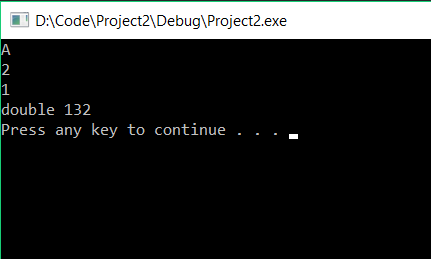 D:\Code\Project2\Debug\Project2.exe
A
2
1
double 132
Press any key to continue . . .